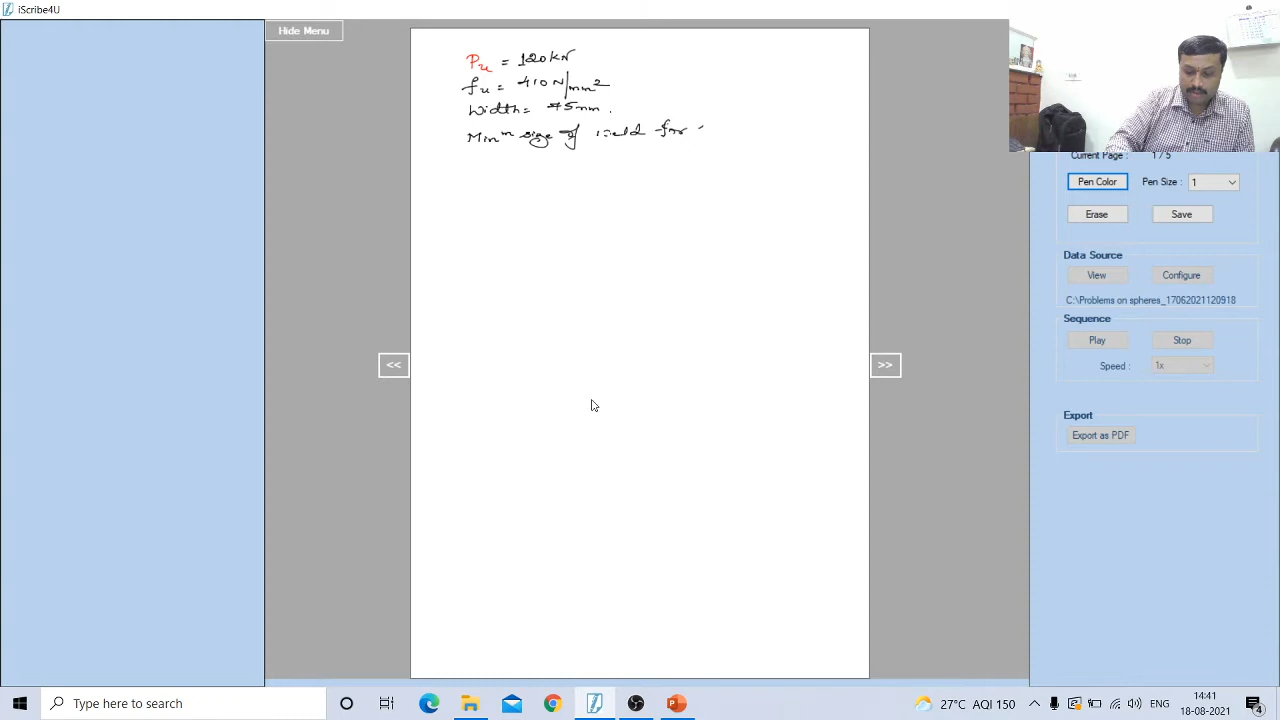 iScribe4U
Hide Menu
Pu = 120kN
fu = 410 N/mm²
Width = 75mm.
Minm size of weld for
Current Page : 1 / 5
Pen Color Pen Size : 1
Erase Save
Data Source
View Configure
C:\Problems on spheres_17062021120918
Sequence
Play Stop
Speed : 1x
Export
Export as PDF
<< >>
Type here to search
27°C AQI 150
ENG
14:41
18-08-2021
4